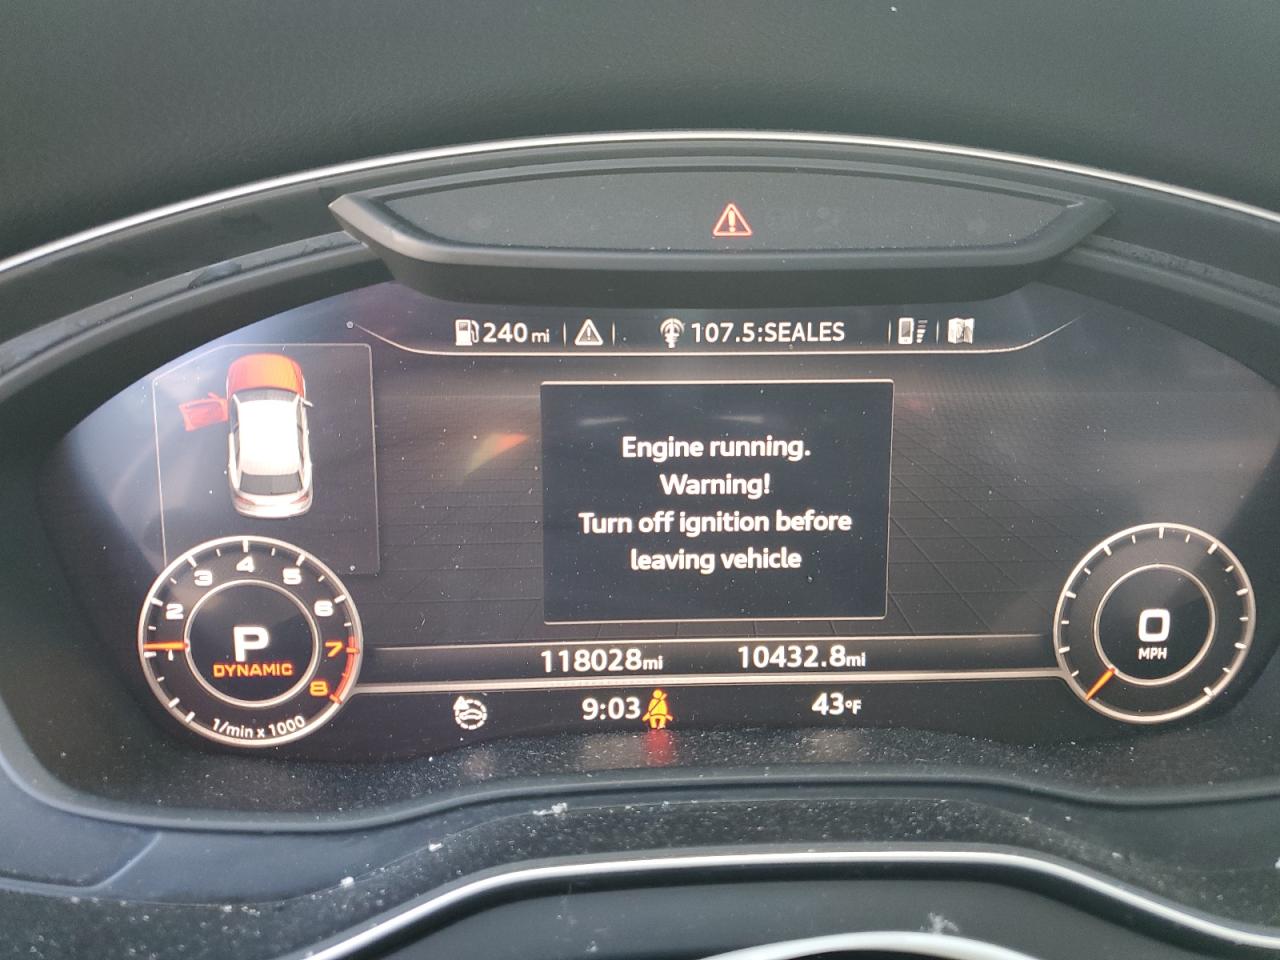 240 mi
107.5:SEALES
Engine running.
Warning!
Turn off ignition before
leaving vehicle
1 2 3 4 5 6 7 8
P
DYNAMIC
1/min x 1000
0
MPH
118028mi 10432.8mi
9:03 43°F